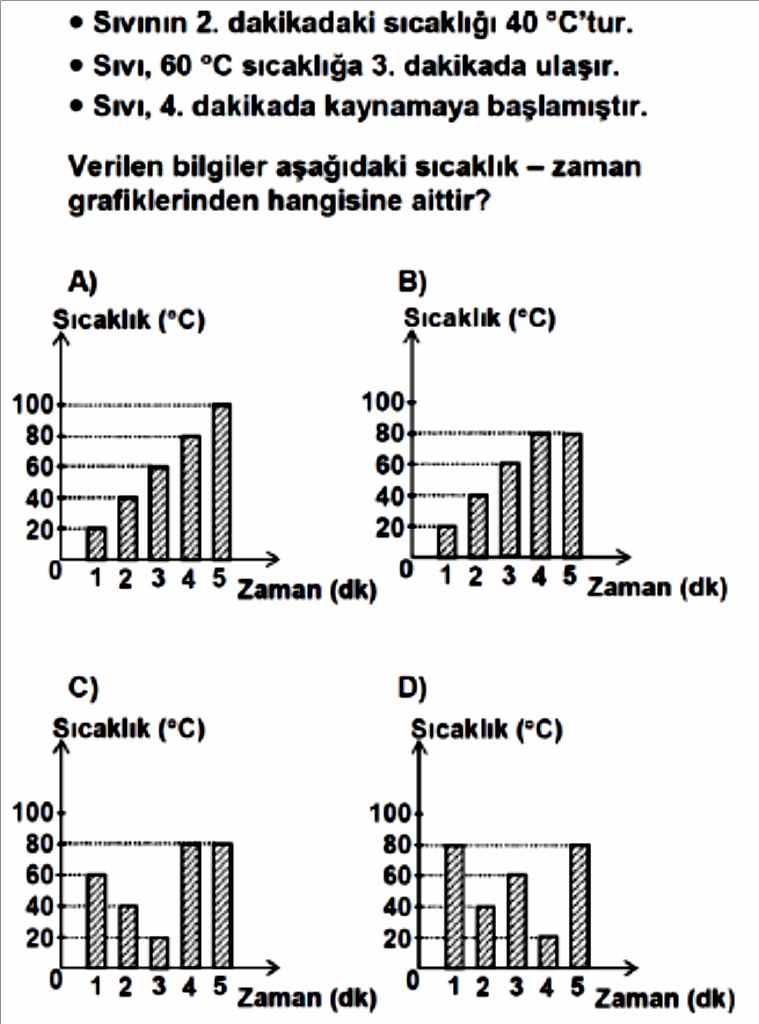 • Sıvının 2. dakikadaki sıcaklığı 40 °C'tur.
• Sıvı, 60 °C sıcaklığa 3. dakikada ulaşır.
• Sıvı, 4. dakikada kaynamaya başlamıştır.
Verilen bilgiler aşağıdaki sıcaklık – zaman
grafiklerinden hangisine aittir?
A)
Sıcaklık (°C)
100
80
60
40
20
0
1 2 3 4 5
Zaman (dk)
B)
Sıcaklık (°C)
100
80
60
40
20
0
1 2 3 4 5
Zaman (dk)
C)
Sıcaklık (°C)
100
80
60
40
20
0
1 2 3 4 5
Zaman (dk)
D)
Sıcaklık (°C)
100
80
60
40
20
0
1 2 3 4 5
Zaman (dk)